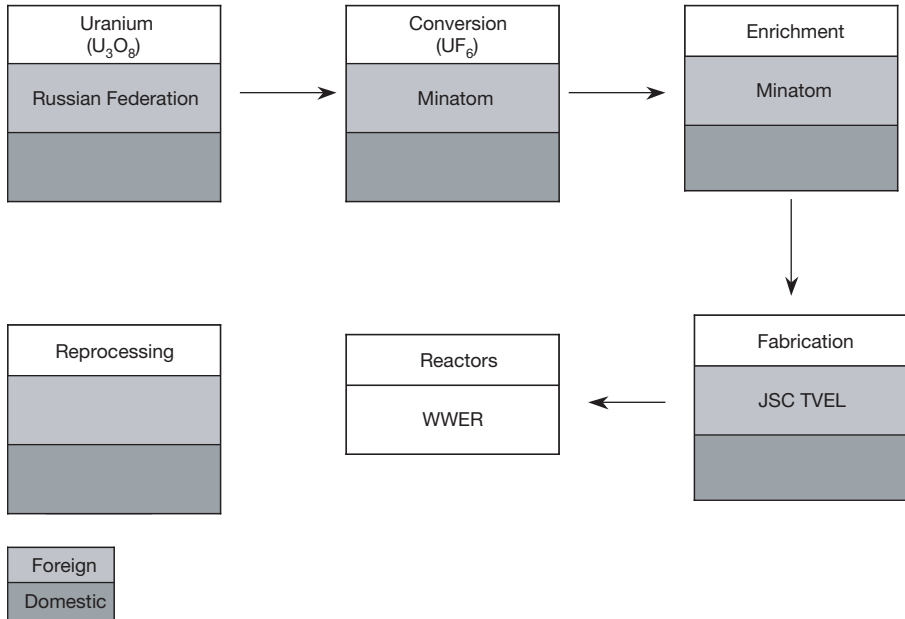 Uranium
(U₃O₈)
Russian Federation
Conversion
(UF₆)
Minatom
Enrichment
Minatom
Fabrication
JSC TVEL
Reactors
WWER
Reprocessing
Foreign
Domestic